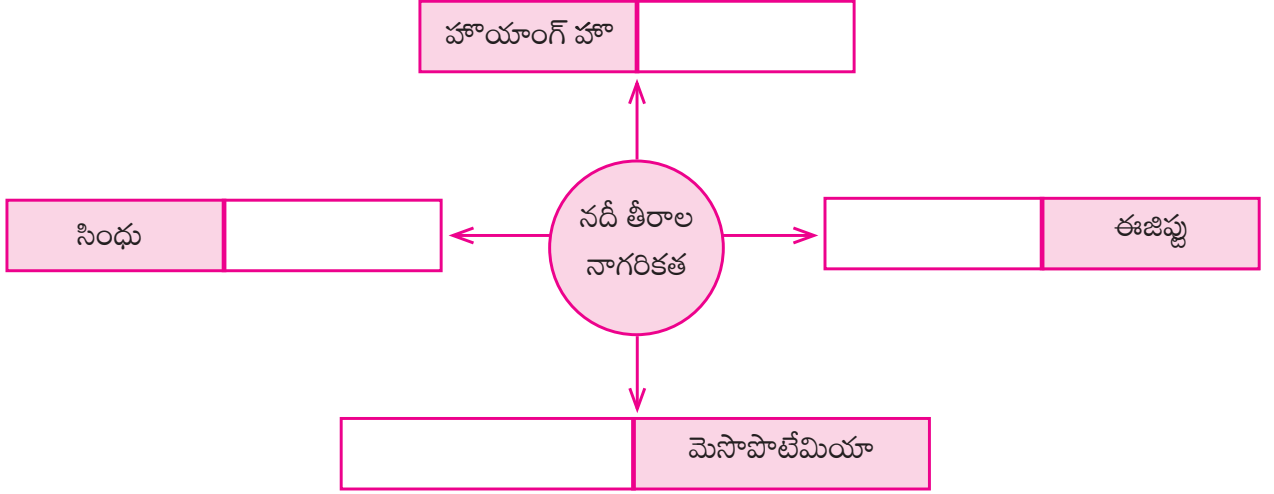 హొయాంగ్ హొ
నదీ తీరాల
నాగరికత
సింధు
ఈజిప్టు
మెసొపొటేమియా